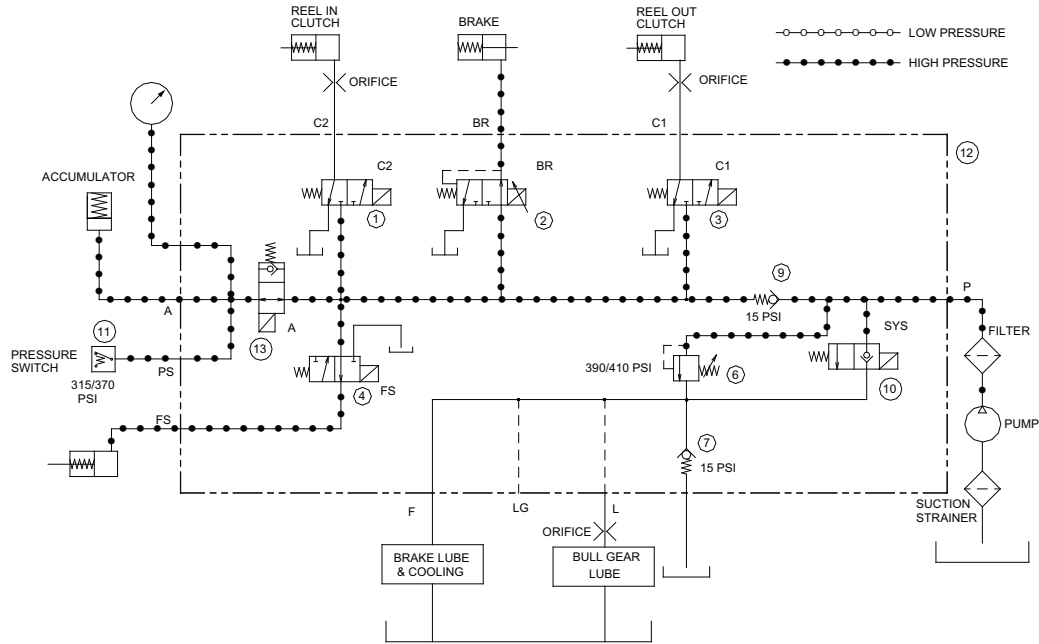 REEL IN
CLUTCH
BRAKE
REEL OUT
CLUTCH
LOW PRESSURE
HIGH PRESSURE
ORIFICE
ORIFICE
C2
BR
C1
12
ACCUMULATOR
C2
BR
C1
1
2
3
9
P
A
A
15 PSI
SYS
11
13
FILTER
PRESSURE
SWITCH
PS
390/410 PSI
6
315/370
PSI
4
FS
10
FS
7
PUMP
15 PSI
F
LG
L
SUCTION
STRAINER
ORIFICE
BRAKE LUBE
& COOLING
BULL GEAR
LUBE